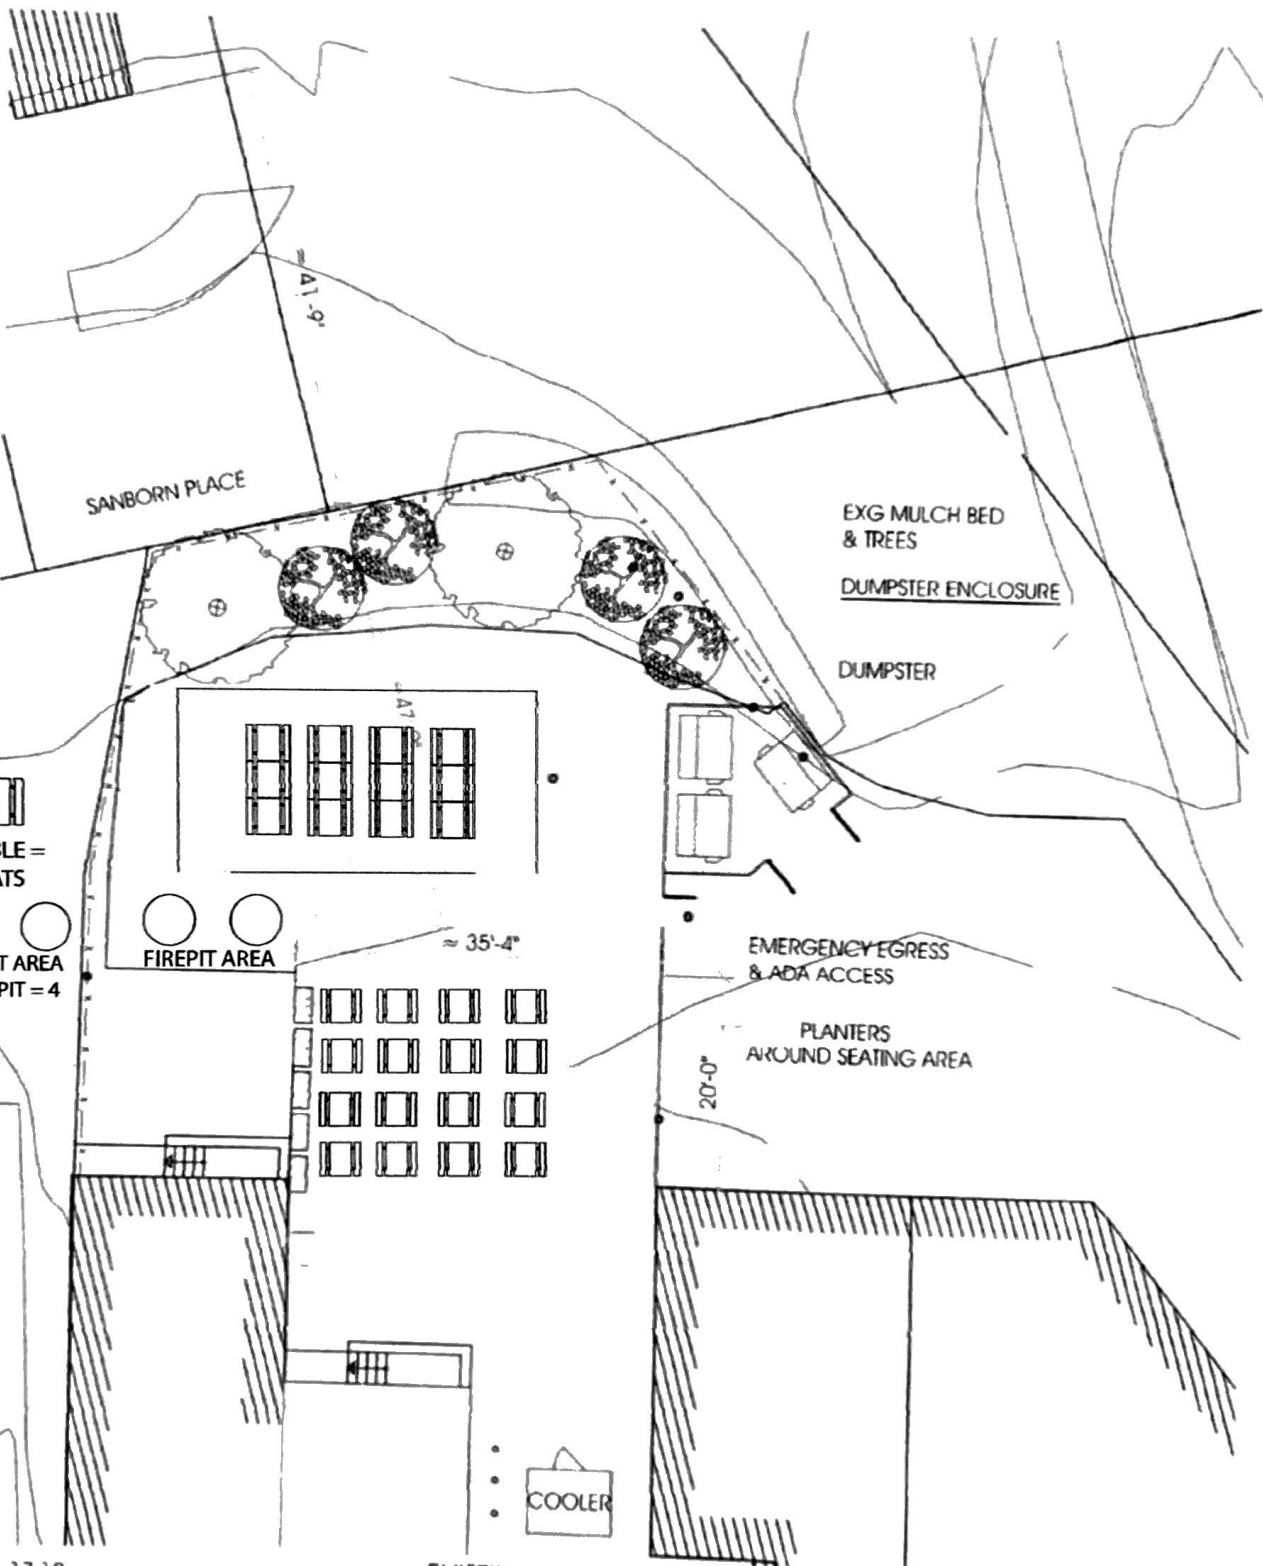 ≈ 41'-9"
SANBORN PLACE
EXG MULCH BED
& TREES
DUMPSTER ENCLOSURE
DUMPSTER
≈ 47
BLE =
ATS
T AREA
PIT = 4
FIREPIT AREA
≈ 35'-4"
EMERGENCY EGRESS
& ADA ACCESS
PLANTERS
AROUND SEATING AREA
20'-0"
COOLER